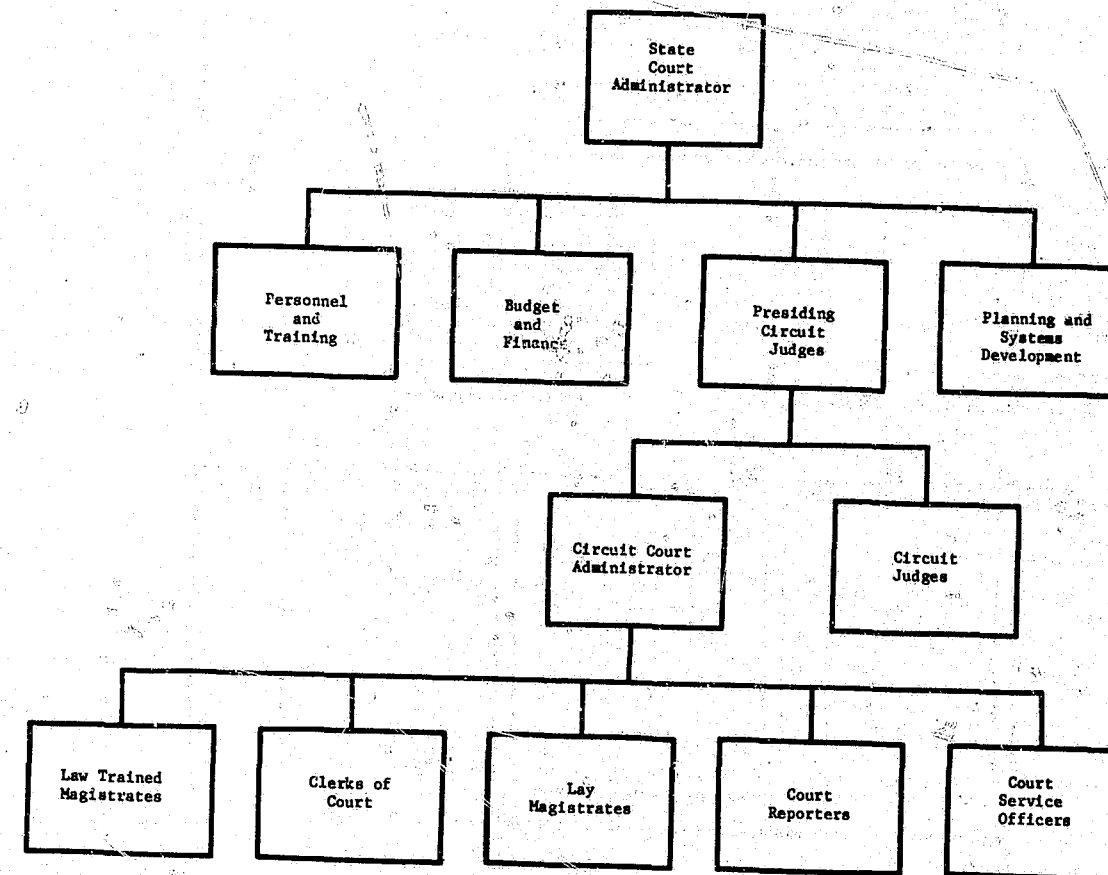 State
Court
Administrator
Personnel
and
Training
Budget
and
Finance
Presiding
Circuit
Judges
Planning and
Systems
Development
Circuit Court
Administrator
Circuit
Judges
Law Trained
Magistrates
Clerks of
Court
Lay
Magistrates
Court
Reporters
Court
Service
Officers